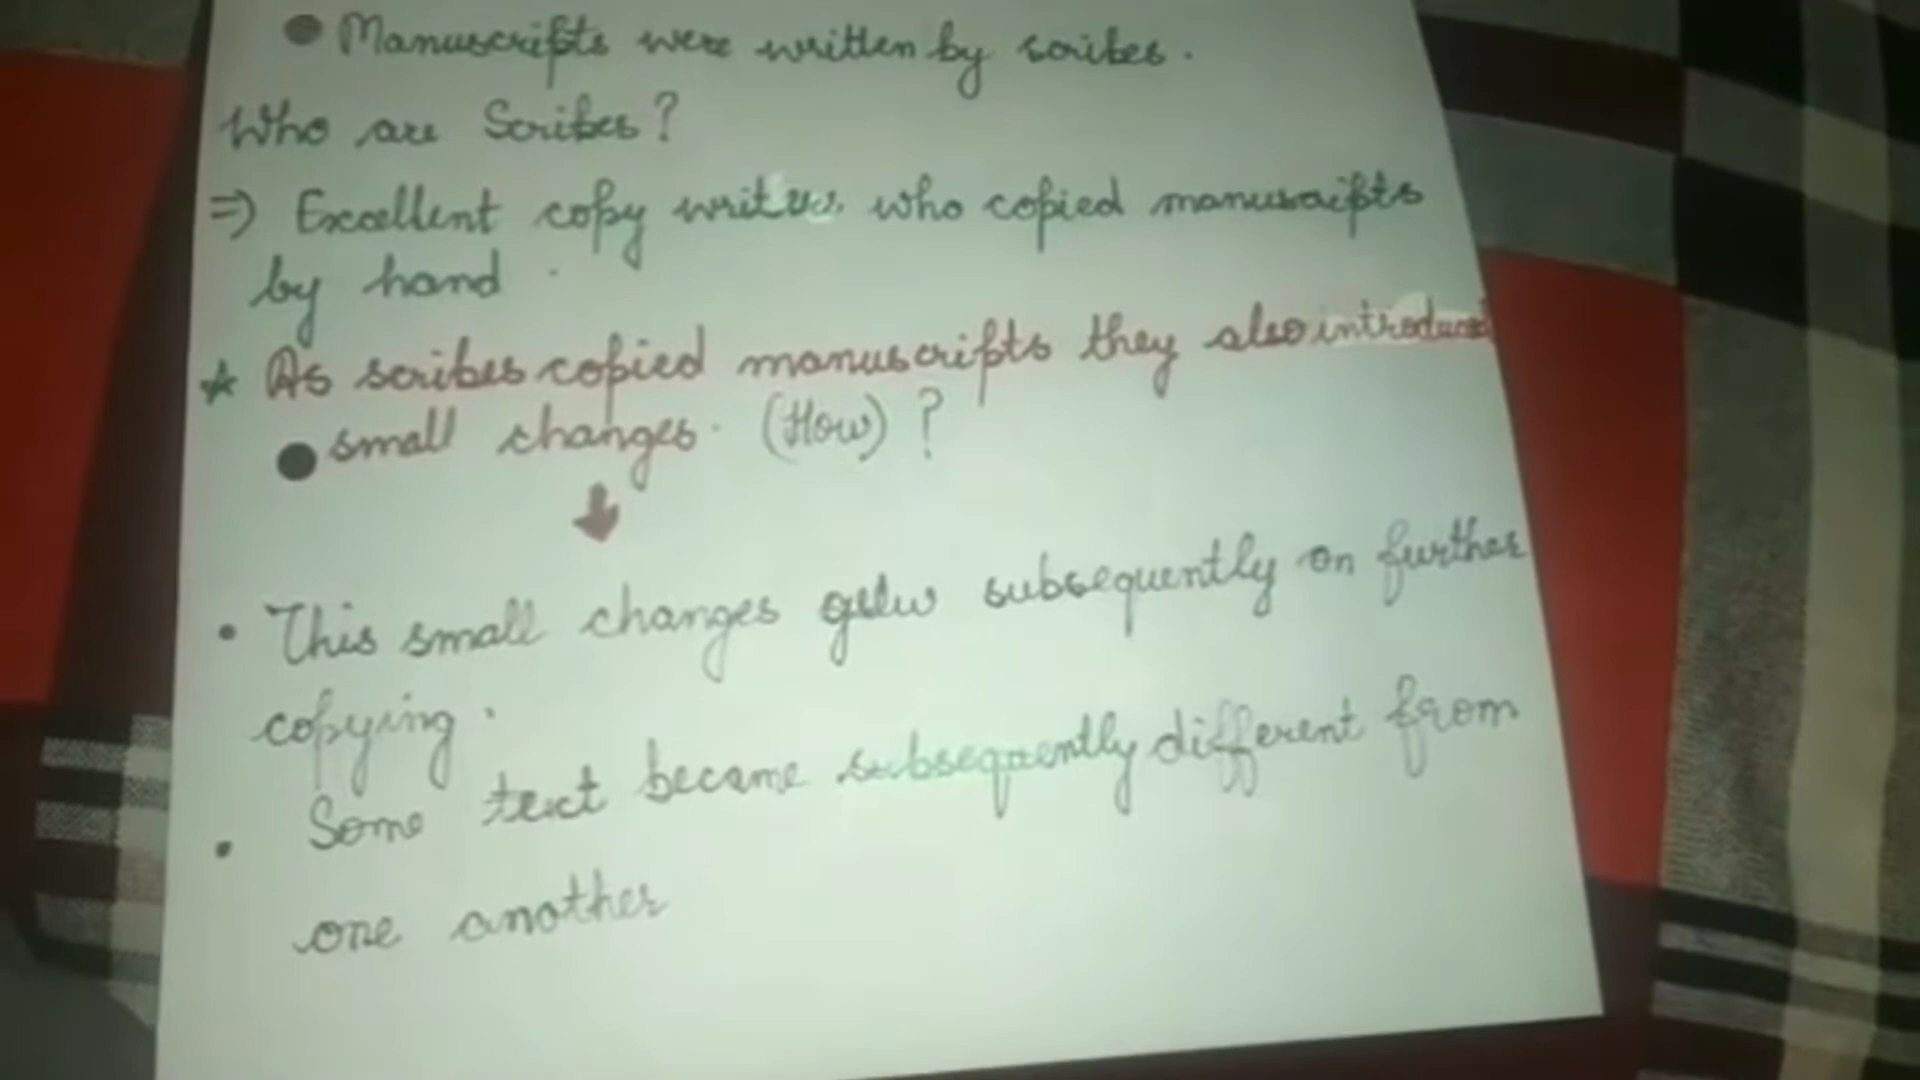 ● Manuscripts were written by scribes.
Who are Scribes?
⇒ Excellent copy writers who copied manuscripts
by hand.
★ As scribes copied manuscripts they also introduced
● small changes. (How)?
↓
• This small changes grew subsequently on further
copying.
• Some text became subsequently different from
one another